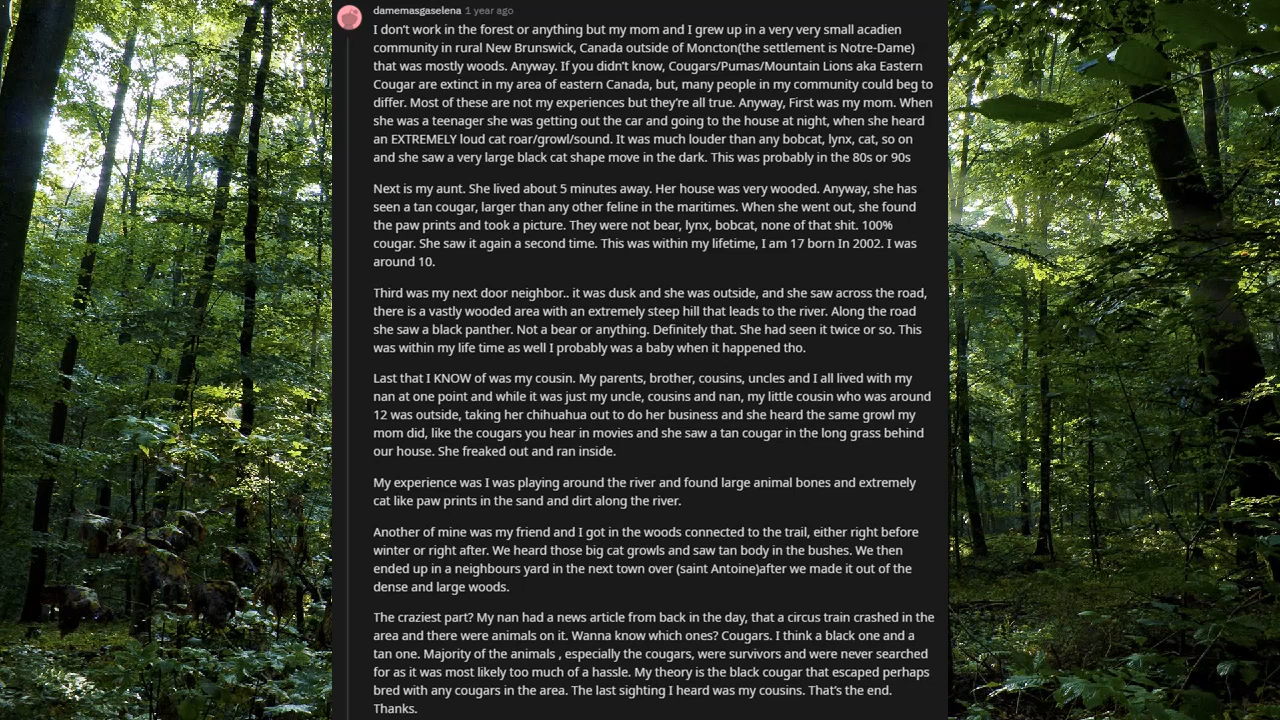 damemasgaselena 1 year ago
I don't work in the forest or anything but my mom and I grew up in a very very small acadien
community in rural New Brunswick, Canada outside of Moncton(the settlement is Notre-Dame)
that was mostly woods. Anyway. If you didn't know, Cougars/Pumas/Mountain Lions aka Eastern
Cougar are extinct in my area of eastern Canada, but, many people in my community could beg to
differ. Most of these are not my experiences but they're all true. Anyway, First was my mom. When
she was a teenager she was getting out the car and going to the house at night, when she heard
an EXTREMELY loud cat roar/growl/sound. It was much louder than any bobcat, lynx, cat, so on
and she saw a very large black cat shape move in the dark. This was probably in the 80s or 90s
Next is my aunt. She lived about 5 minutes away. Her house was very wooded. Anyway, she has
seen a tan cougar, larger than any other feline in the maritimes. When she went out, she found
the paw prints and took a picture. They were not bear, lynx, bobcat, none of that shit. 100%
cougar. She saw it again a second time. This was within my lifetime, I am 17 born In 2002. I was
around 10.
Third was my next door neighbor.. it was dusk and she was outside, and she saw across the road,
there is a vastly wooded area with an extremely steep hill that leads to the river. Along the road
she saw a black panther. Not a bear or anything. Definitely that. She had seen it twice or so. This
was within my life time as well I probably was a baby when it happened tho.
Last that I KNOW of was my cousin. My parents, brother, cousins, uncles and I all lived with my
nan at one point and while it was just my uncle, cousins and nan, my little cousin who was around
12 was outside, taking her chihuahua out to do her business and she heard the same growl my
mom did, like the cougars you hear in movies and she saw a tan cougar in the long grass behind
our house. She freaked out and ran inside.
My experience was I was playing around the river and found large animal bones and extremely
cat like paw prints in the sand and dirt along the river.
Another of mine was my friend and I got in the woods connected to the trail, either right before
winter or right after. We heard those big cat growls and saw tan body in the bushes. We then
ended up in a neighbours yard in the next town over (saint Antoine)after we made it out of the
dense and large woods.
The craziest part? My nan had a news article from back in the day, that a circus train crashed in the
area and there were animals on it. Wanna know which ones? Cougars. I think a black one and a
tan one. Majority of the animals , especially the cougars, were survivors and were never searched
for as it was most likely too much of a hassle. My theory is the black cougar that escaped perhaps
bred with any cougars in the area. The last sighting I heard was my cousins. That's the end.
Thanks.